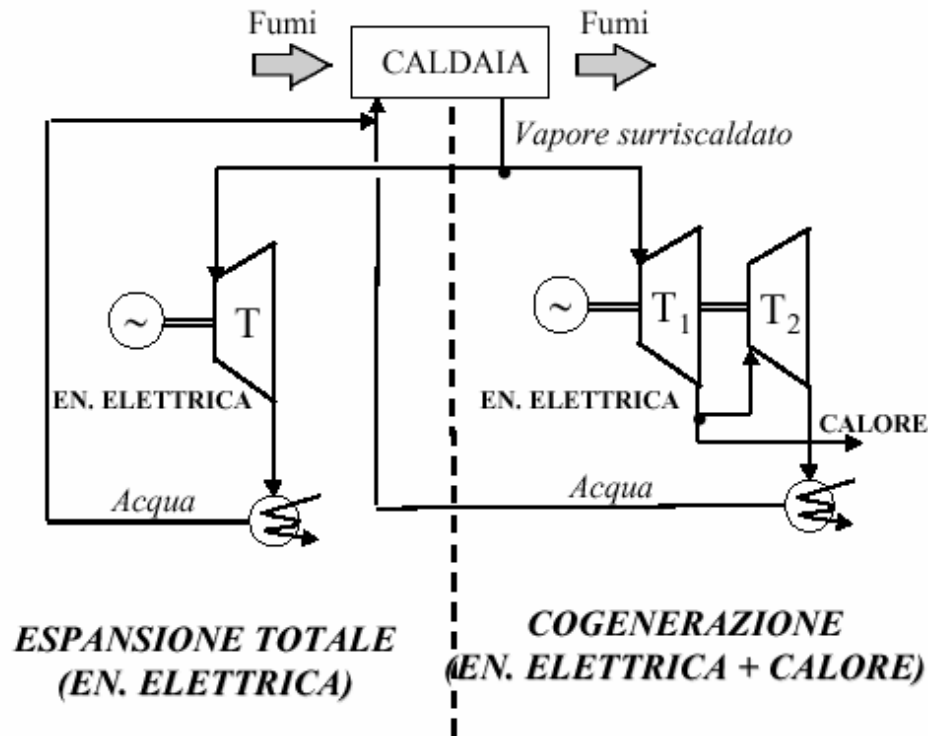 Fumi
CALDAIA
Fumi
Vapore surriscaldato
~
T
EN. ELETTRICA
Acqua
~
T1
T2
EN. ELETTRICA
CALORE
Acqua
ESPANSIONE TOTALE
(EN. ELETTRICA)
COGENERAZIONE
(EN. ELETTRICA + CALORE)